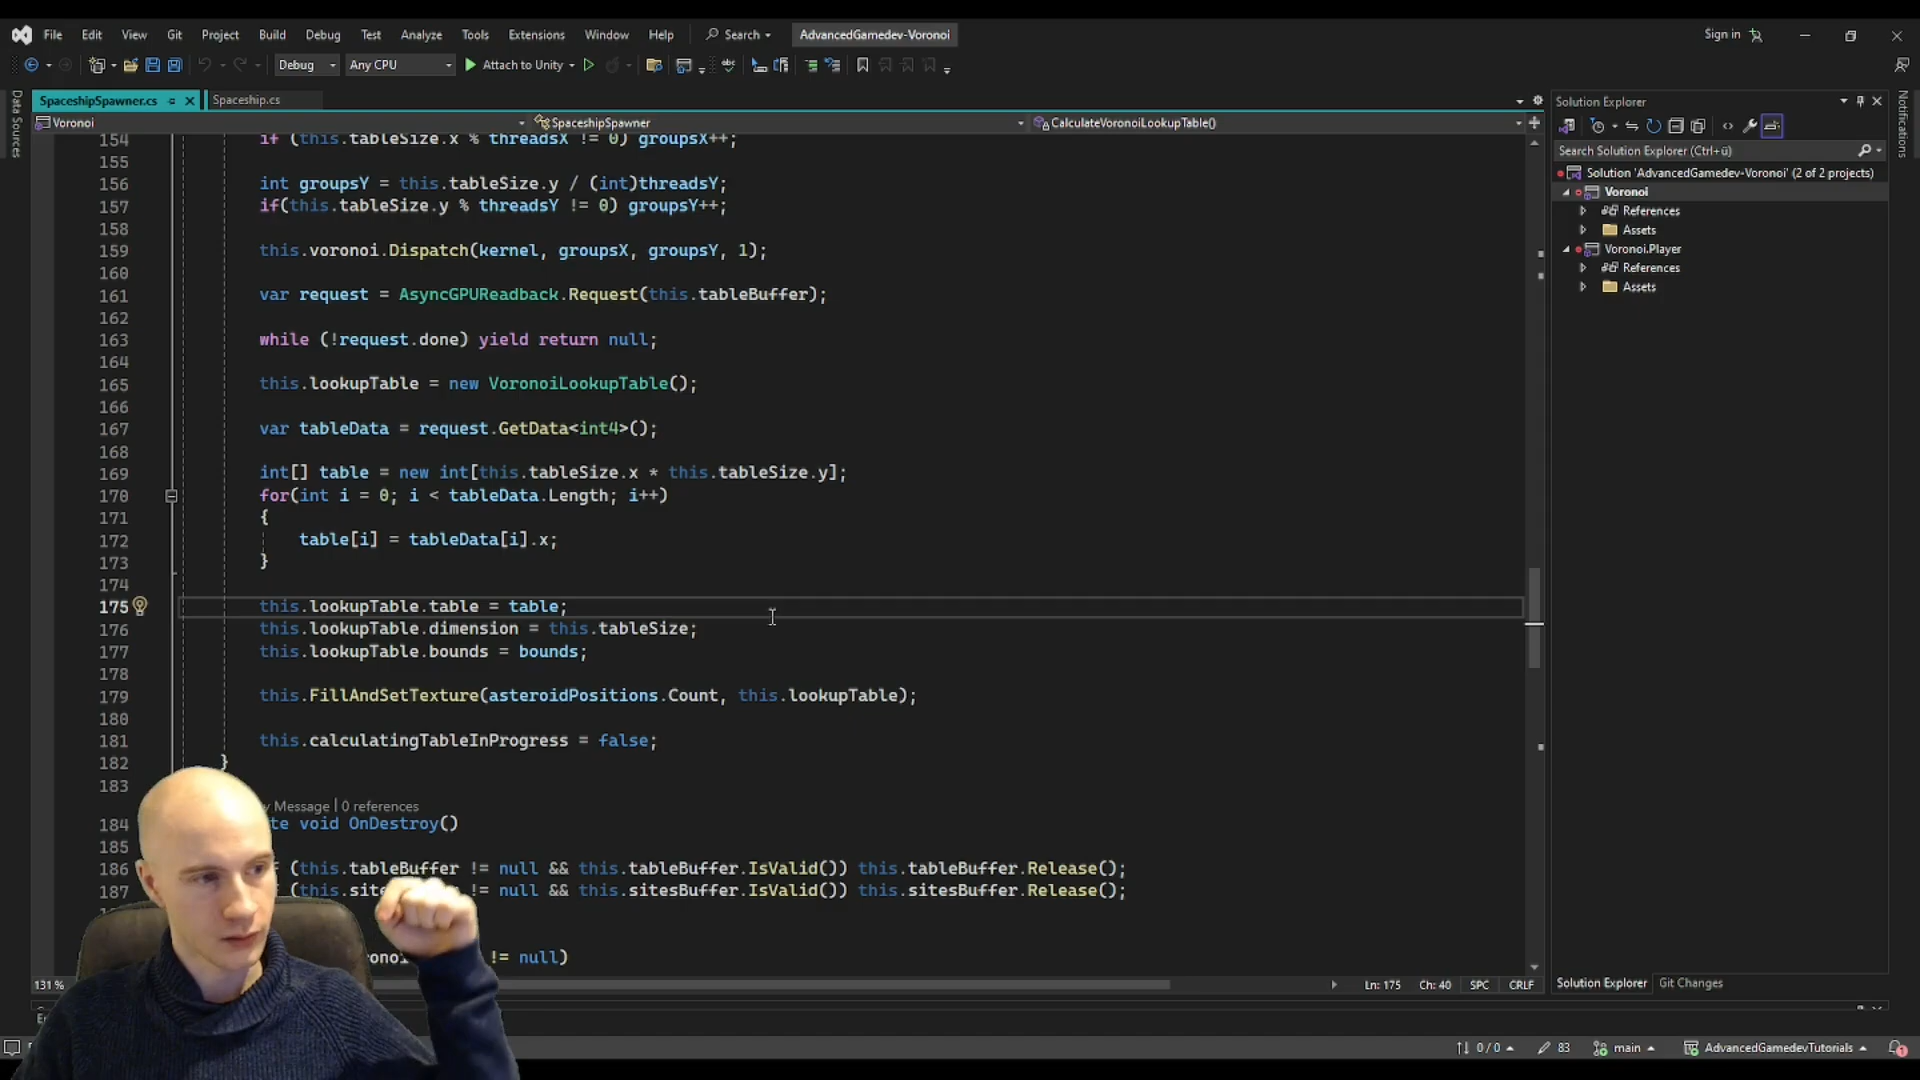 File Edit View Git Project Build Debug Test Analyze Tools Extensions Window Help Search AdvancedGamedev-Voronoi Sign in
Debug Any CPU Attach to Unity
Data Sources
SpaceshipSpawner.cs Spaceship.cs
Voronoi SpaceshipSpawner CalculateVoronoiLookupTable()
154 if (this.tableSize.x % threadsX != 0) groupsX++;
155
156 int groupsY = this.tableSize.y / (int)threadsY;
157 if(this.tableSize.y % threadsY != 0) groupsY++;
158
159 this.voronoi.Dispatch(kernel, groupsX, groupsY, 1);
160
161 var request = AsyncGPUReadback.Request(this.tableBuffer);
162
163 while (!request.done) yield return null;
164
165 this.lookupTable = new VoronoiLookupTable();
166
167 var tableData = request.GetData<int4>();
168
169 int[] table = new int[this.tableSize.x * this.tableSize.y];
170 for(int i = 0; i < tableData.Length; i++)
171 {
172 table[i] = tableData[i].x;
173 }
174
175 this.lookupTable.table = table;
176 this.lookupTable.dimension = this.tableSize;
177 this.lookupTable.bounds = bounds;
178
179 this.FillAndSetTexture(asteroidPositions.Count, this.lookupTable);
180
181 this.calculatingTableInProgress = false;
182 }
183
Message | 0 references
184 void OnDestroy()
185
186 (this.tableBuffer != null && this.tableBuffer.IsValid()) this.tableBuffer.Release();
187 != null && this.sitesBuffer.IsValid()) this.sitesBuffer.Release();
!= null)
131 % Ln: 175 Ch: 40 SPC CRLF
Solution Explorer
Search Solution Explorer (Ctrl+ü)
Solution 'AdvancedGamedev-Voronoi' (2 of 2 projects)
Voronoi
References
Assets
Voronoi.Player
References
Assets
Solution Explorer Git Changes
Notifications
0 / 0 83 main AdvancedGamedevTutorials 1